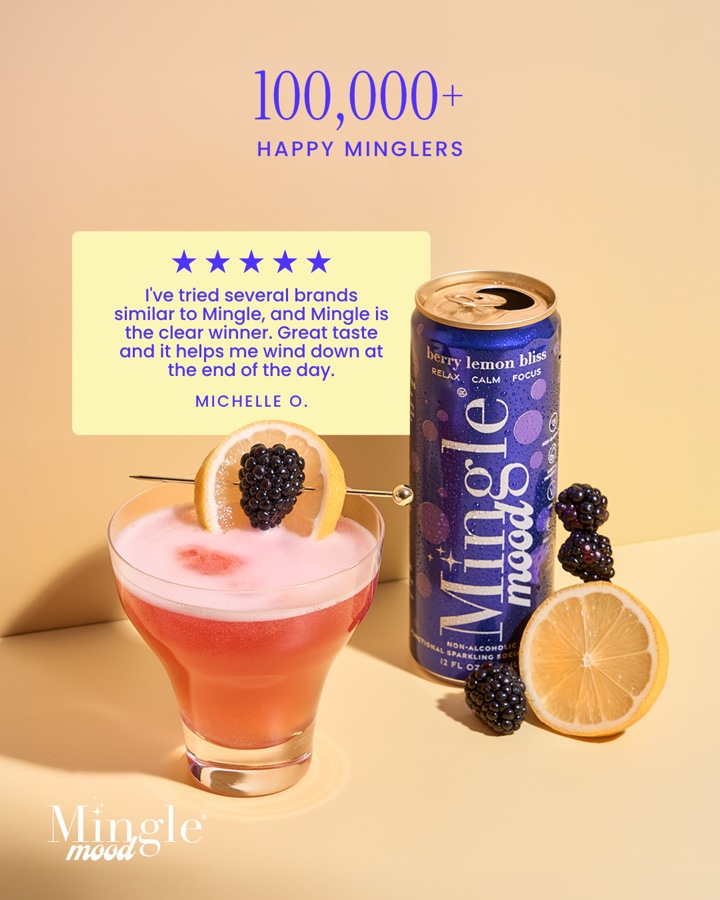 100,000+
HAPPY MINGLERS
★★★★★
I've tried several brands
similar to Mingle, and Mingle is
the clear winner. Great taste
and it helps me wind down at
the end of the day.
MICHELLE O.
berry lemon bliss
RELAX CALM FOCUS
Mingle®
mood
NON-ALCOHOLIC
SPARKLING
12 FL OZ
Mingle
mood